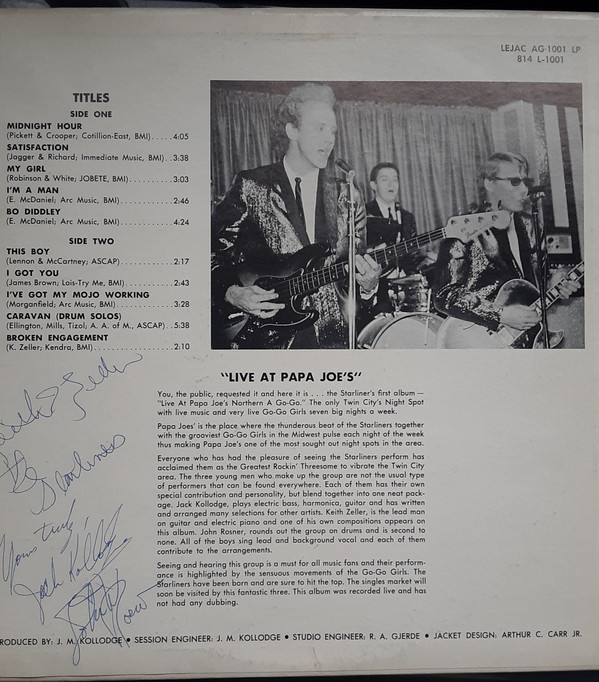 LEJAC AG-1001 LP
814 L-1001
TITLES
SIDE ONE
MIDNIGHT HOUR
(Pickett & Crooper; Cotillion-East, BMI).....4:05
SATISFACTION
(Jagger & Richard; Immediate Music, BMI)..3:38
MY GIRL
(Robinson & White; JOBETE, BMI)..........3:03
I'M A MAN
(E. McDaniel; Arc Music, BMI).............2:46
BO DIDDLEY
(E. McDaniel; Arc Music, BMI).............4:24
SIDE TWO
THIS BOY
(Lennon & McCartney; ASCAP)............2:17
I GOT YOU
(James Brown; Lois-Try Me, BMI)..........2:43
I'VE GOT MY MOJO WORKING
(Morganfield; Arc Music, BMI).............3:28
CARAVAN (DRUM SOLOS)
(Ellington, Mills, Tizol; A. A. of M., ASCAP)..5:38
BROKEN ENGAGEMENT
(K. Zeller; Kendra, BMI)...................2:10
"LIVE AT PAPA JOE'S"
You, the public, requested it and here it is . . . the Starliner's first album —
"Live At Papa Joe's Northern A Go-Go." The only Twin City's Night Spot
with live music and very live Go-Go Girls seven big nights a week.
Papa Joes' is the place where the thunderous beat of the Starliners together
with the grooviest Go-Go Girls in the Midwest pulse each night of the week
thus making Papa Joe's one of the most sought out night spots in the area.
Everyone who has had the pleasure of seeing the Starliners perform has
acclaimed them as the Greatest Rockin' Threesome to vibrate the Twin City
area. The three young men who make up the group are not the usual type
of performers that can be found everywhere. Each of them has their own
special contribution and personality, but blend together into one neat pack-
age. Jack Kollodge, plays electric bass, harmonica, guitar and has written
and arranged many selections for other artists. Keith Zeller, is the lead man
on guitar and electric piano and one of his own compositions appears on
this album. John Rosner, rounds out the group on drums and is second to
none. All of the boys sing lead and background vocal and each of them
contribute to the arrangements.
Seeing and hearing this group is a must for all music fans and their perform-
ance is highlighted by the sensuous movements of the Go-Go Girls. The
Starliners have been born and are sure to hit the top. The singles market will
soon be visited by this fantastic three. This album was recorded live and has
not had any dubbing.
Zeller
The
Starliners
Yours truly
Jack Kollodge
RODUCED BY: J. M. KOLLODGE • SESSION ENGINEER: J. M. KOLLODGE • STUDIO ENGINEER: R. A. GJERDE • JACKET DESIGN: ARTHUR C. CARR JR.